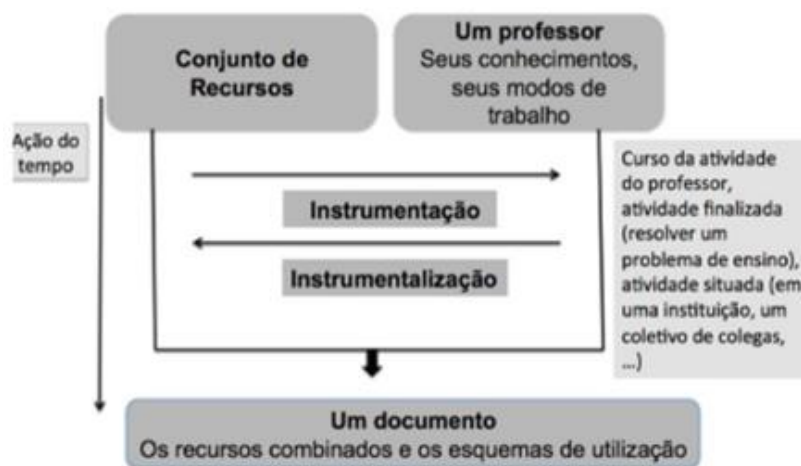 Conjunto de
Recursos
Um professor
Seus conhecimentos,
seus modos de
trabalho
Ação do
tempo
Instrumentação
Instrumentalização
Curso da atividade
do professor,
atividade finalizada
(resolver um
problema de ensino),
atividade situada (em
uma instituição, um
coletivo de colegas,
...)
Um documento
Os recursos combinados e os esquemas de utilização